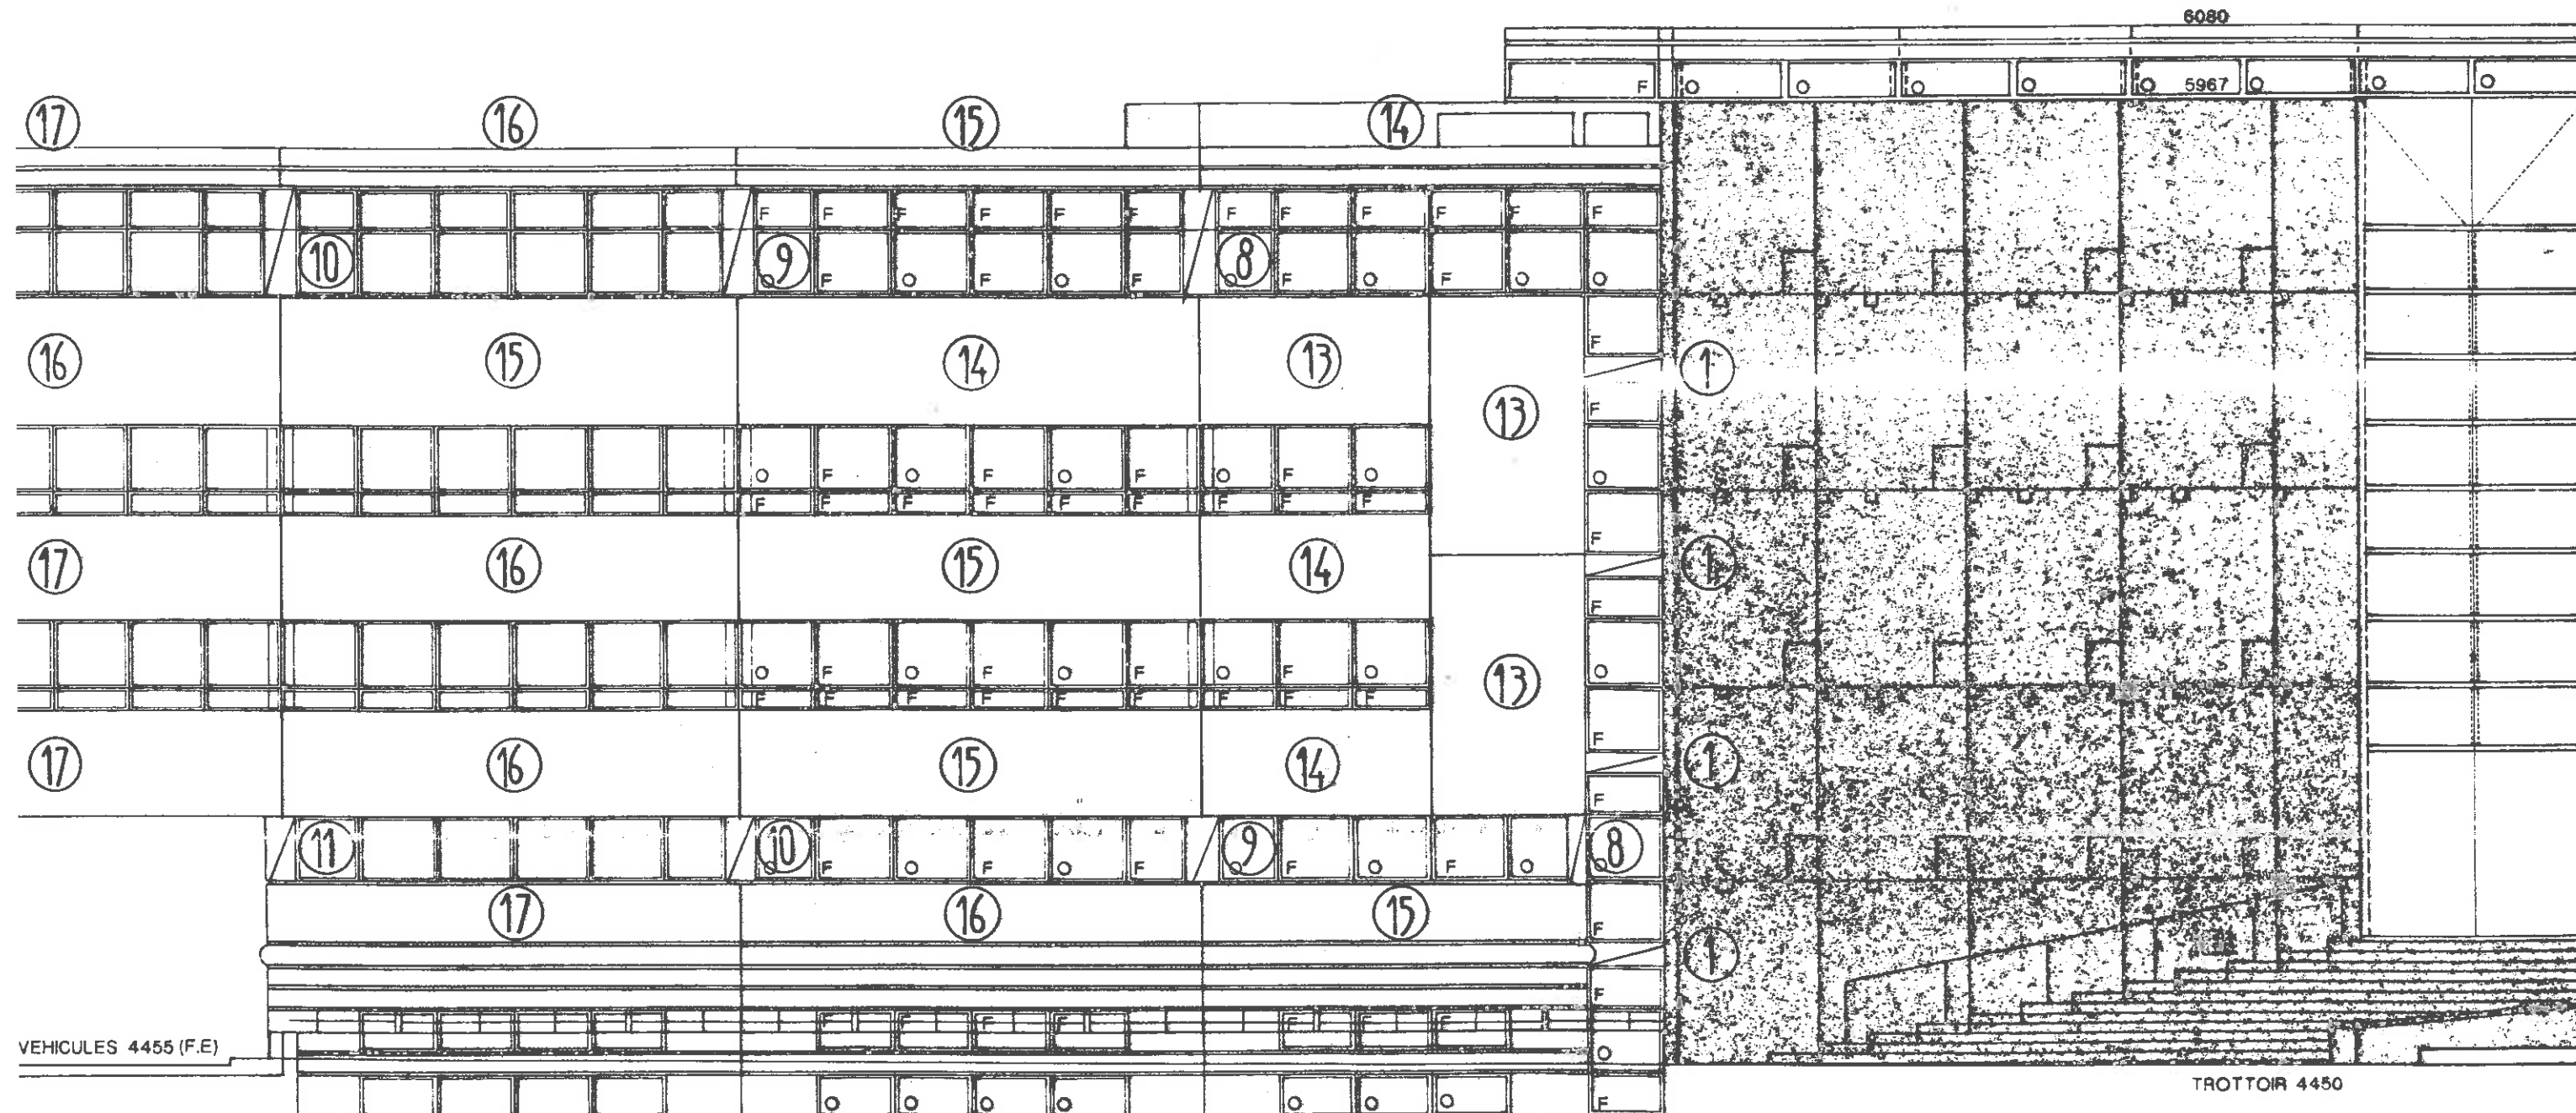 6080
F O O O O O 5967 O O O
17 16 15 14
F F F F F F F F F F F F
10 9 8
O F O F O F O F O F O O
F
16 15 14 13 1
13
F
O F O F O F O F O O
F F F F F F F F F
F
17 16 15 14 1
F
O F O F O F O F O O
13
F F F F F F F F F
F
17 16 15 14 1
F
11 10 9 8
O F O F O F O F O F O O
17 16 15
F
1
F
F F F F F F F
VEHICULES 4455 (F.E)
O
TROTTOIR 4450
O O O O O O O F